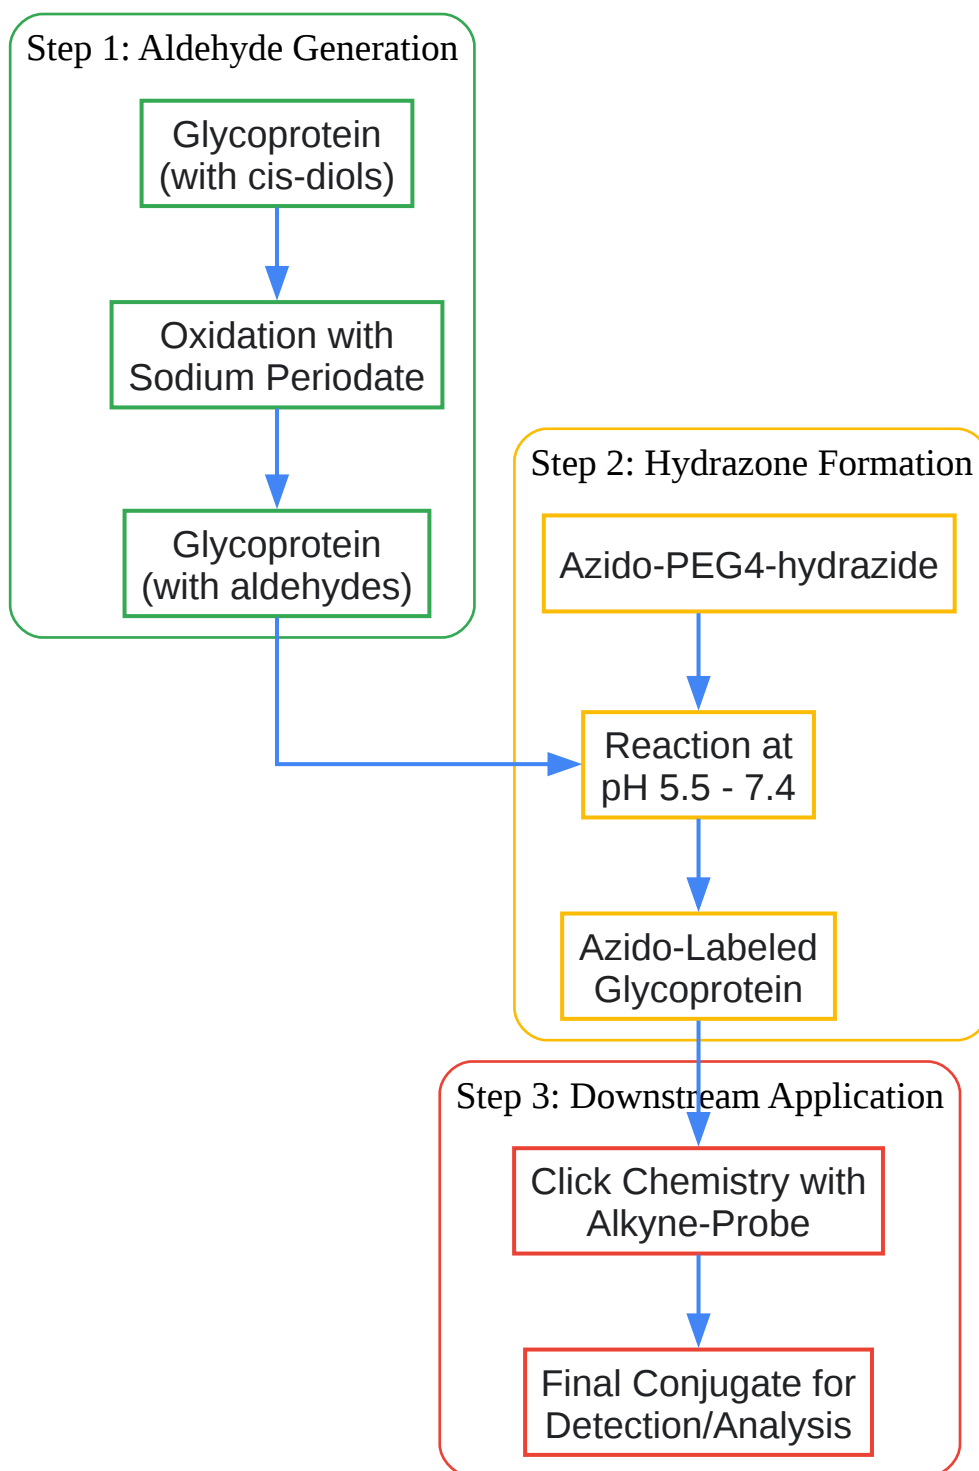 Step 1: Aldehyde Generation
Glycoprotein
(with cis-diols)
Oxidation with
Sodium Periodate
Glycoprotein
(with aldehydes)
Step 2: Hydrazone Formation
Azido-PEG4-hydrazide
Reaction at
pH 5.5 - 7.4
Azido-Labeled
Glycoprotein
Step 3: Downstream Application
Click Chemistry with
Alkyne-Probe
Final Conjugate for
Detection/Analysis